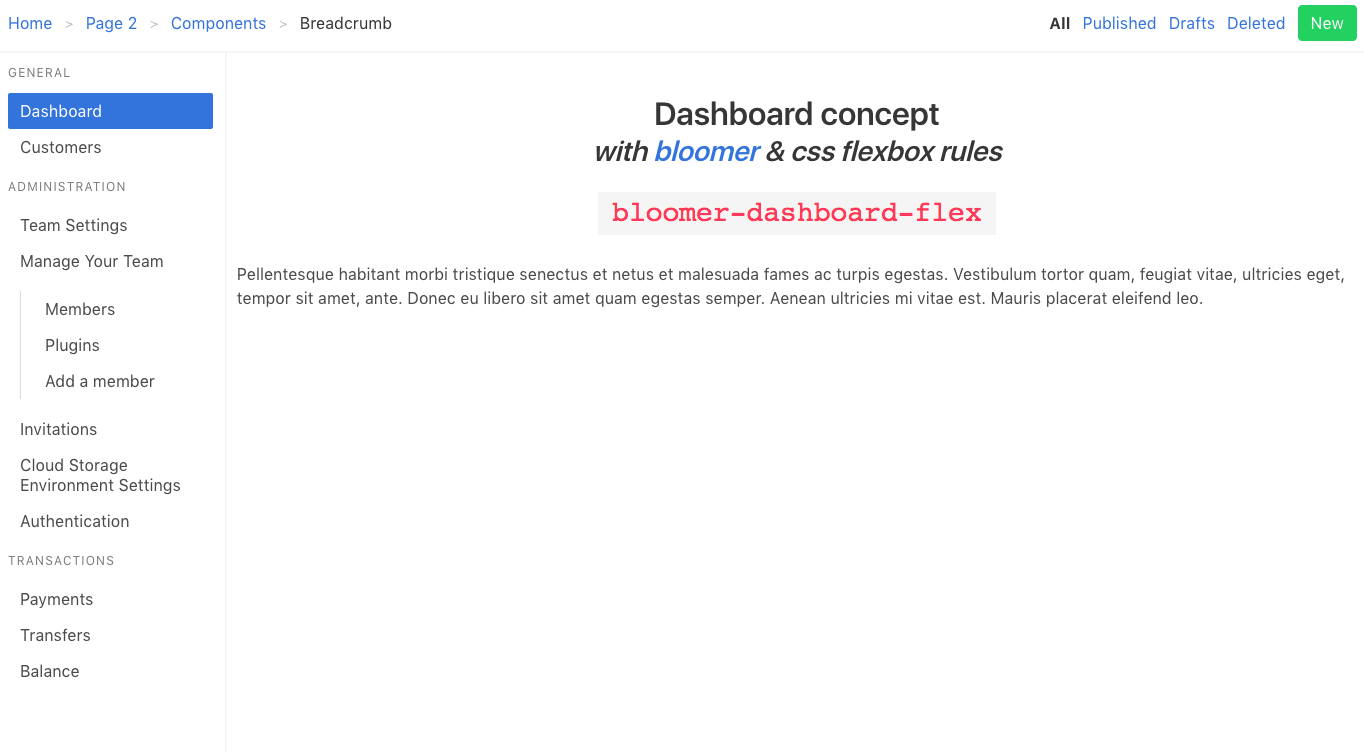 Home > Page 2 > Components > Breadcrumb
All Published Drafts Deleted New
GENERAL
Dashboard
Customers
ADMINISTRATION
Team Settings
Manage Your Team
Members
Plugins
Add a member
Invitations
Cloud Storage
Environment Settings
Authentication
TRANSACTIONS
Payments
Transfers
Balance
Dashboard concept
with bloomer & css flexbox rules
bloomer-dashboard-flex
Pellentesque habitant morbi tristique senectus et netus et malesuada fames ac turpis egestas. Vestibulum tortor quam, feugiat vitae, ultricies eget,
tempor sit amet, ante. Donec eu libero sit amet quam egestas semper. Aenean ultricies mi vitae est. Mauris placerat eleifend leo.